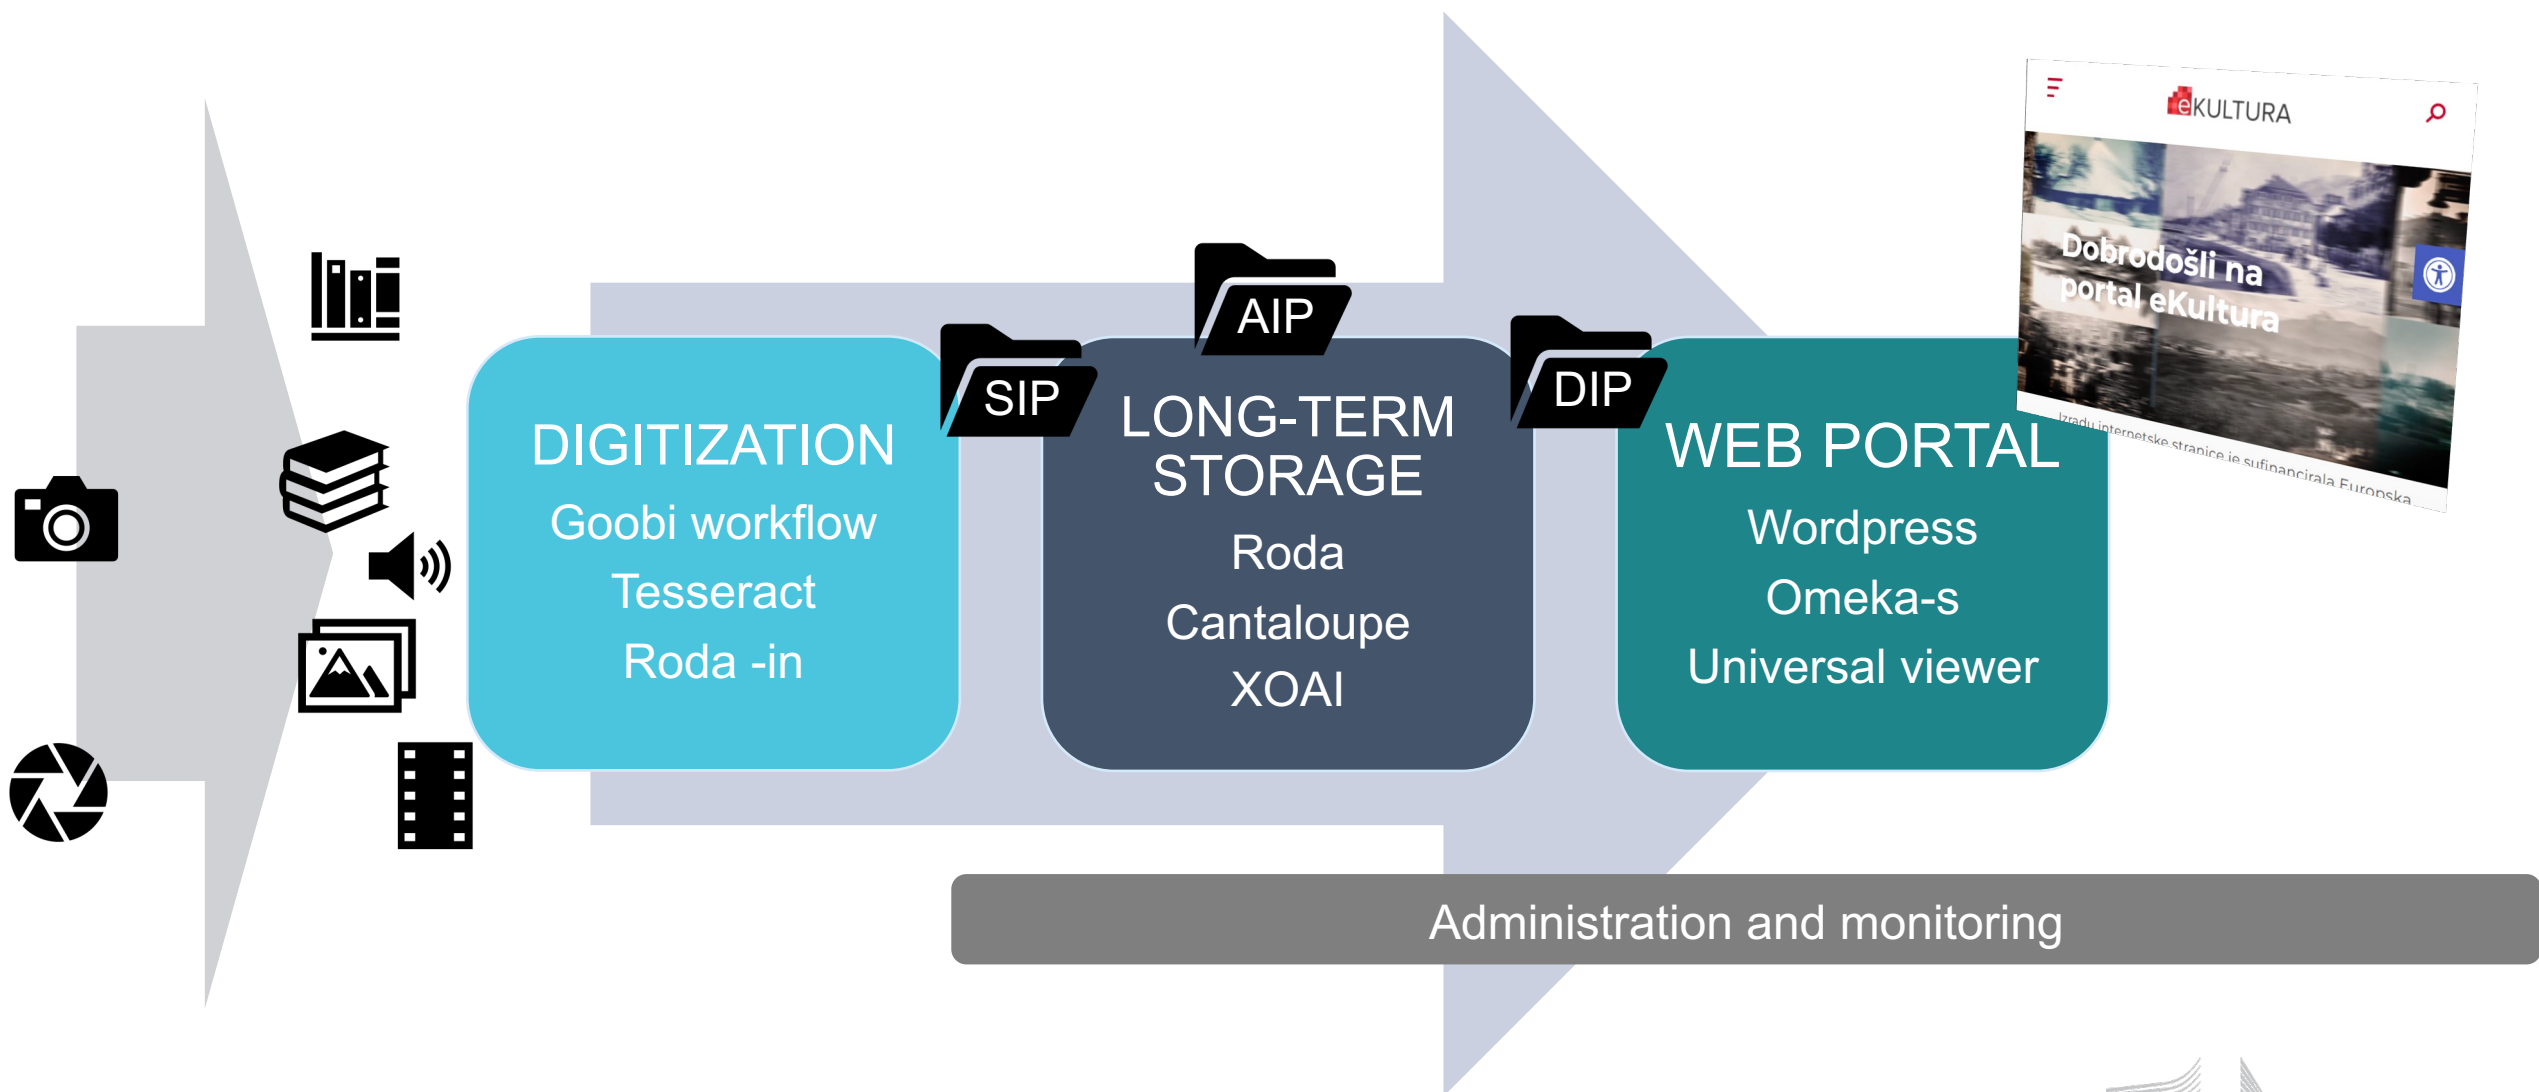 DIGITIZATION
Goobi workflow
Tesseract
Roda -in
SIP
AIP
LONG-TERM
STORAGE
Roda
Cantaloupe
XOAI
DIP
WEB PORTAL
Wordpress
Omeka-s
Universal viewer
eKULTURA
Dobrodošli na
portal eKultura
Izradu internetske stranice je sufinancirala Europska
Administration and monitoring